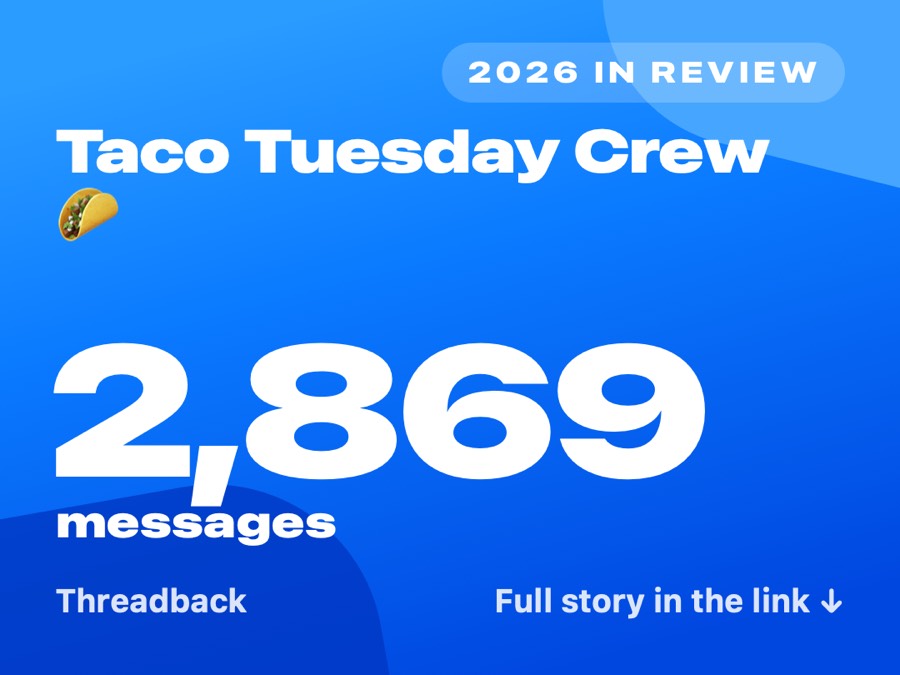 2026 IN REVIEW
Taco Tuesday Crew
🌮
2,869
messages
Threadback
Full story in the link ↓